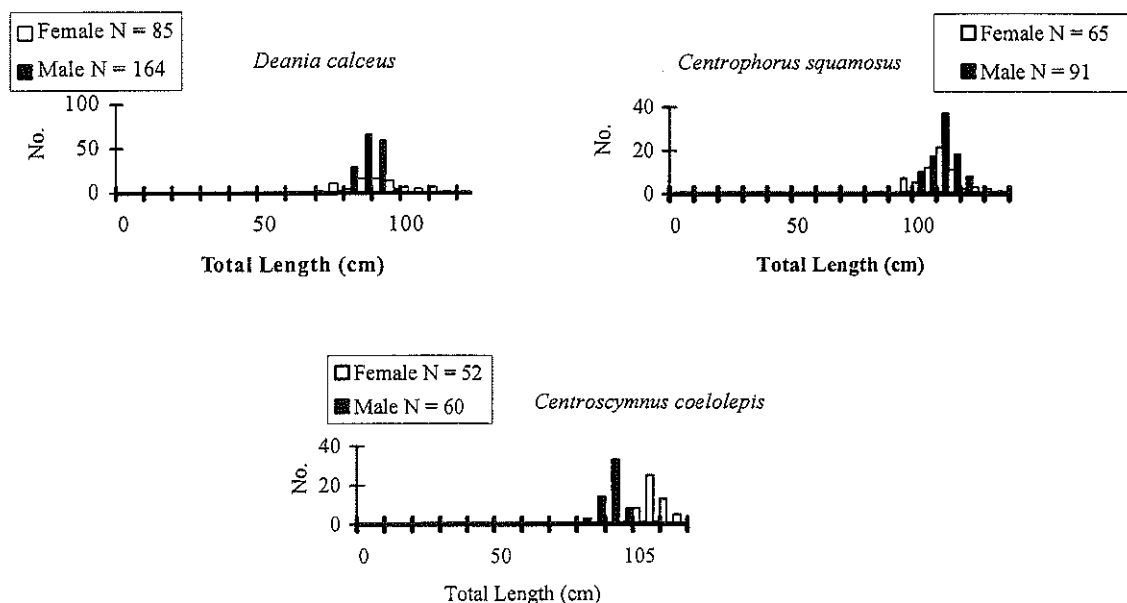 Female N = 85
Male N = 164
Deania calceus
100
50
0
No.
0 50 100
Total Length (cm)
Centrophorus squamosus
Female N = 65
Male N = 91
40
20
0
No.
0 50 100
Total Length (cm)
Female N = 52
Male N = 60
Centroscymnus coelolepis
40
20
0
No.
0 50 105
Total Length (cm)